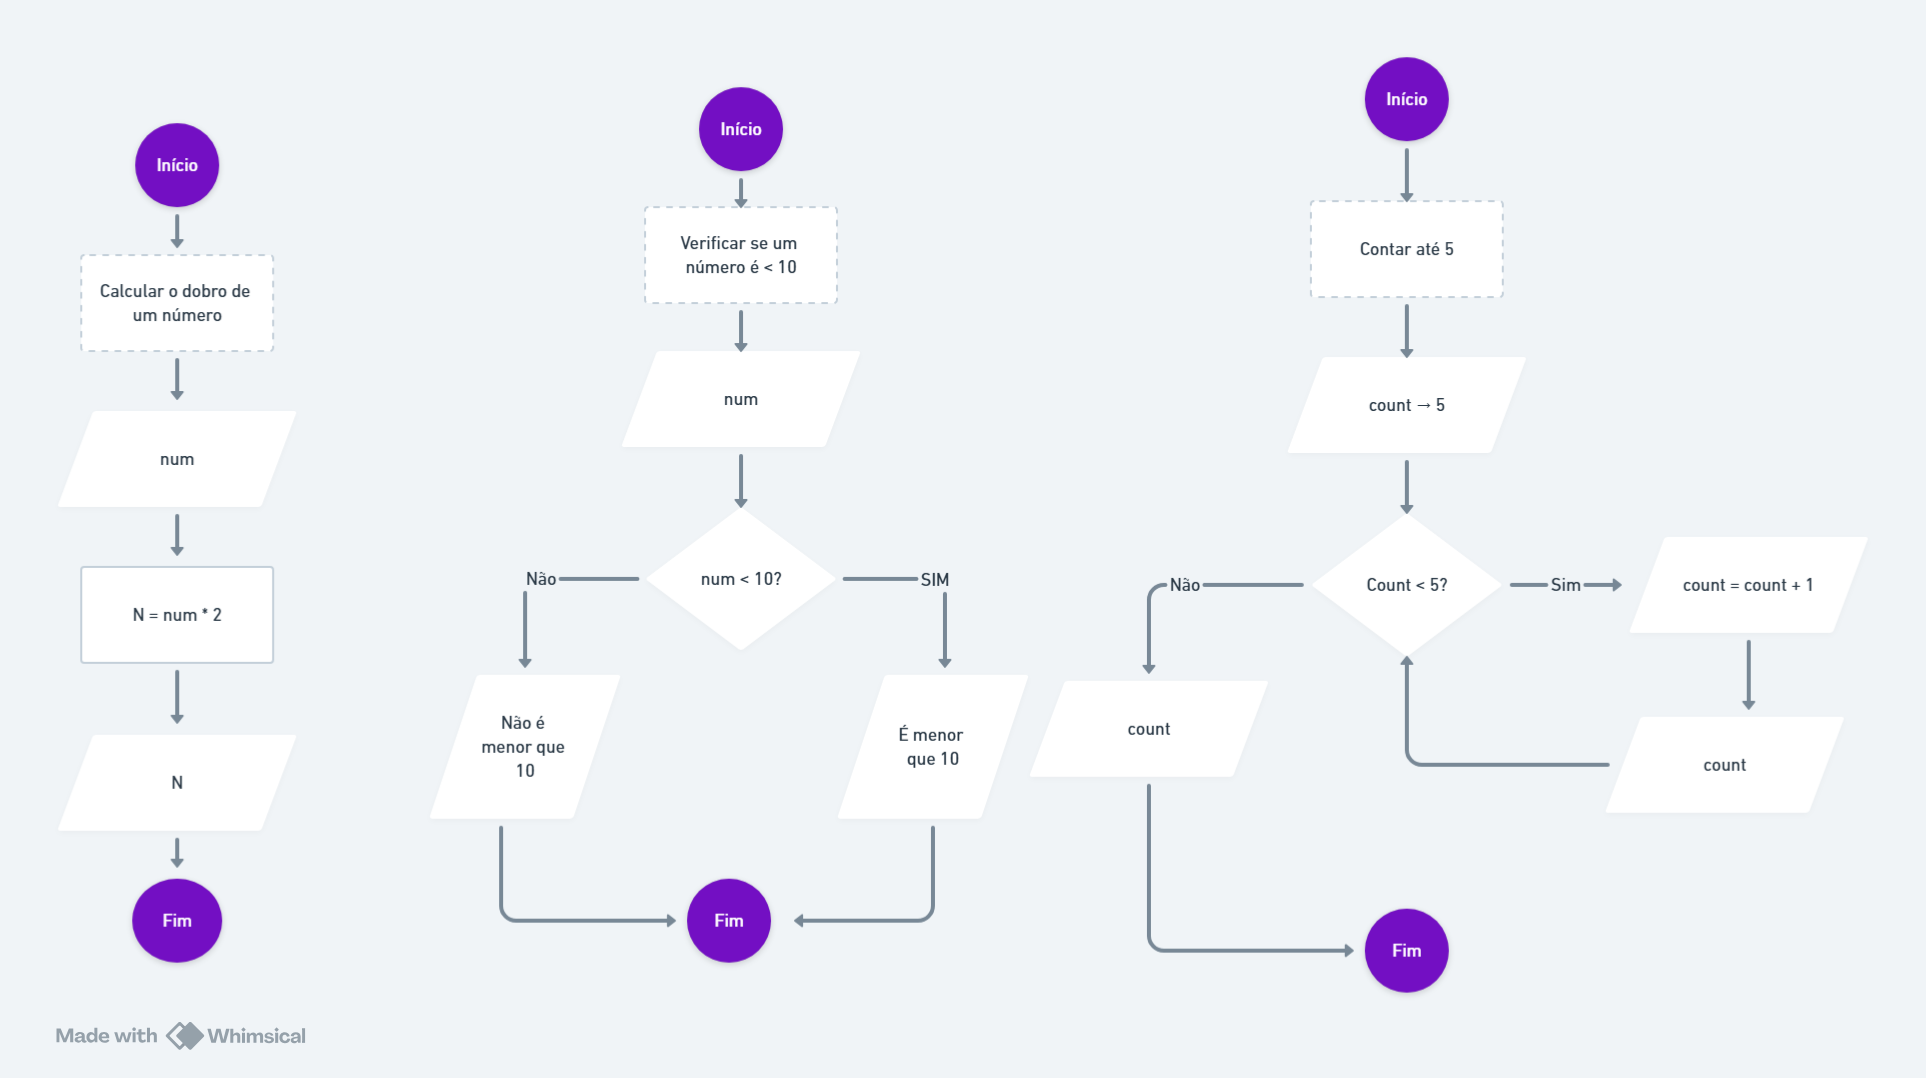 Início
Calcular o dobro de
um número
num
N = num * 2
N
Fim
Início
Verificar se um
número é < 10
num
num < 10?
Não
SIM
Não é
menor que
10
É menor
que 10
Fim
Início
Contar até 5
count → 5
Count < 5?
Não
Sim
count = count + 1
count
count
Fim
Made with Whimsical